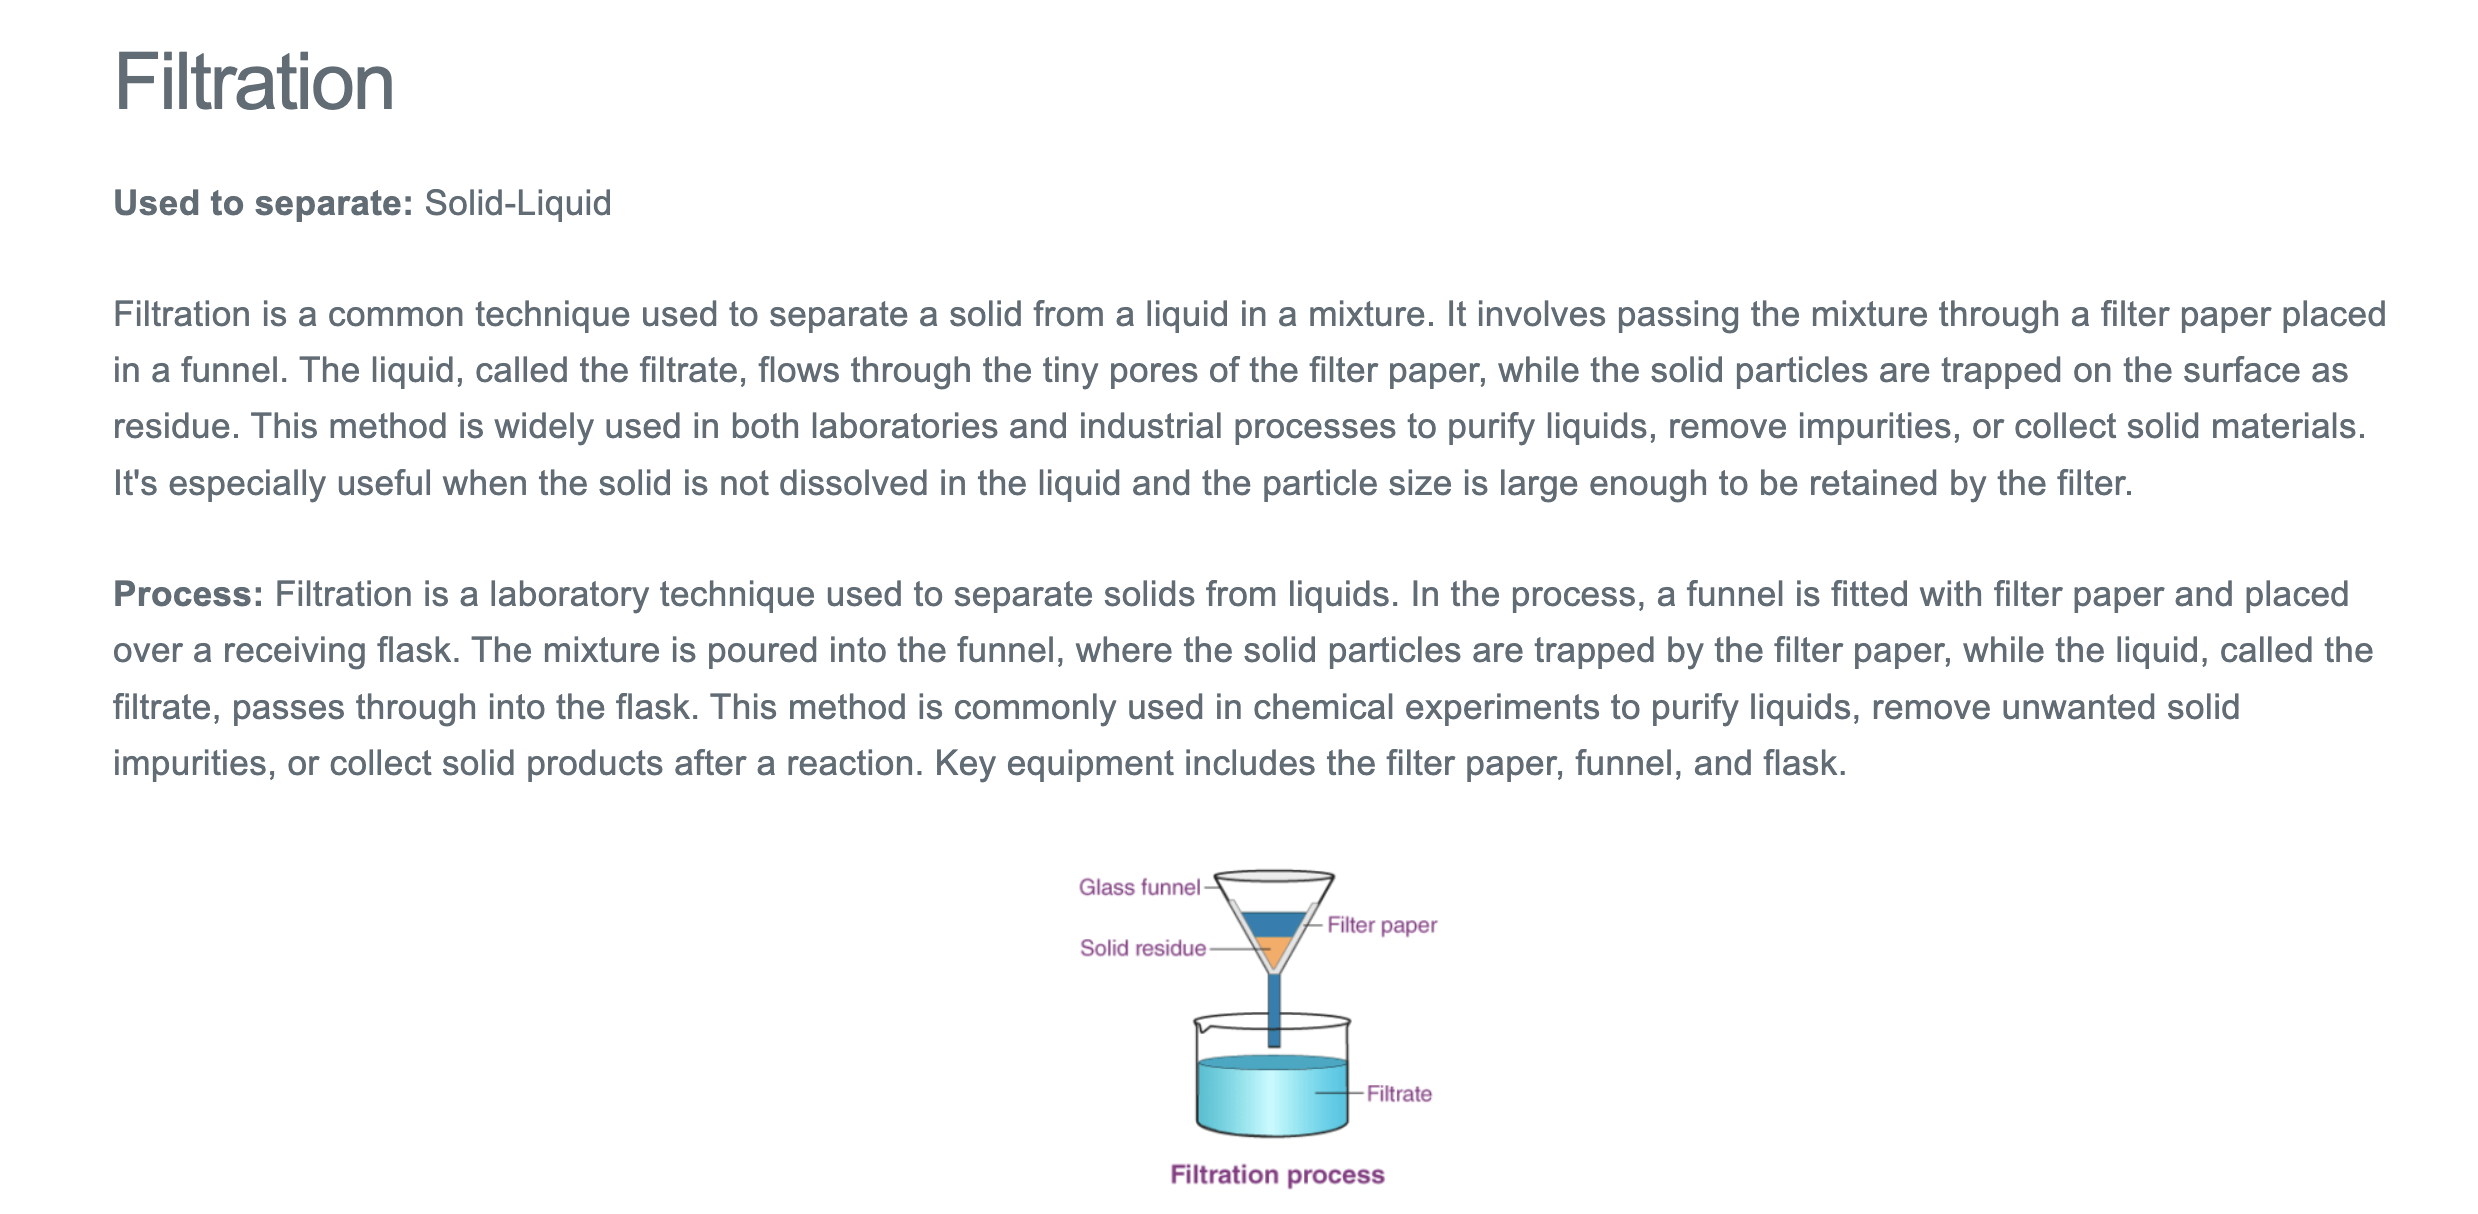 Filtration
Used to separate: Solid-Liquid
Filtration is a common technique used to separate a solid from a liquid in a mixture. It involves passing the mixture through a filter paper placed
in a funnel. The liquid, called the filtrate, flows through the tiny pores of the filter paper, while the solid particles are trapped on the surface as
residue. This method is widely used in both laboratories and industrial processes to purify liquids, remove impurities, or collect solid materials.
It's especially useful when the solid is not dissolved in the liquid and the particle size is large enough to be retained by the filter.
Process: Filtration is a laboratory technique used to separate solids from liquids. In the process, a funnel is fitted with filter paper and placed
over a receiving flask. The mixture is poured into the funnel, where the solid particles are trapped by the filter paper, while the liquid, called the
filtrate, passes through into the flask. This method is commonly used in chemical experiments to purify liquids, remove unwanted solid
impurities, or collect solid products after a reaction. Key equipment includes the filter paper, funnel, and flask.
Glass funnel
Filter paper
Solid residue
Filtrate
Filtration process